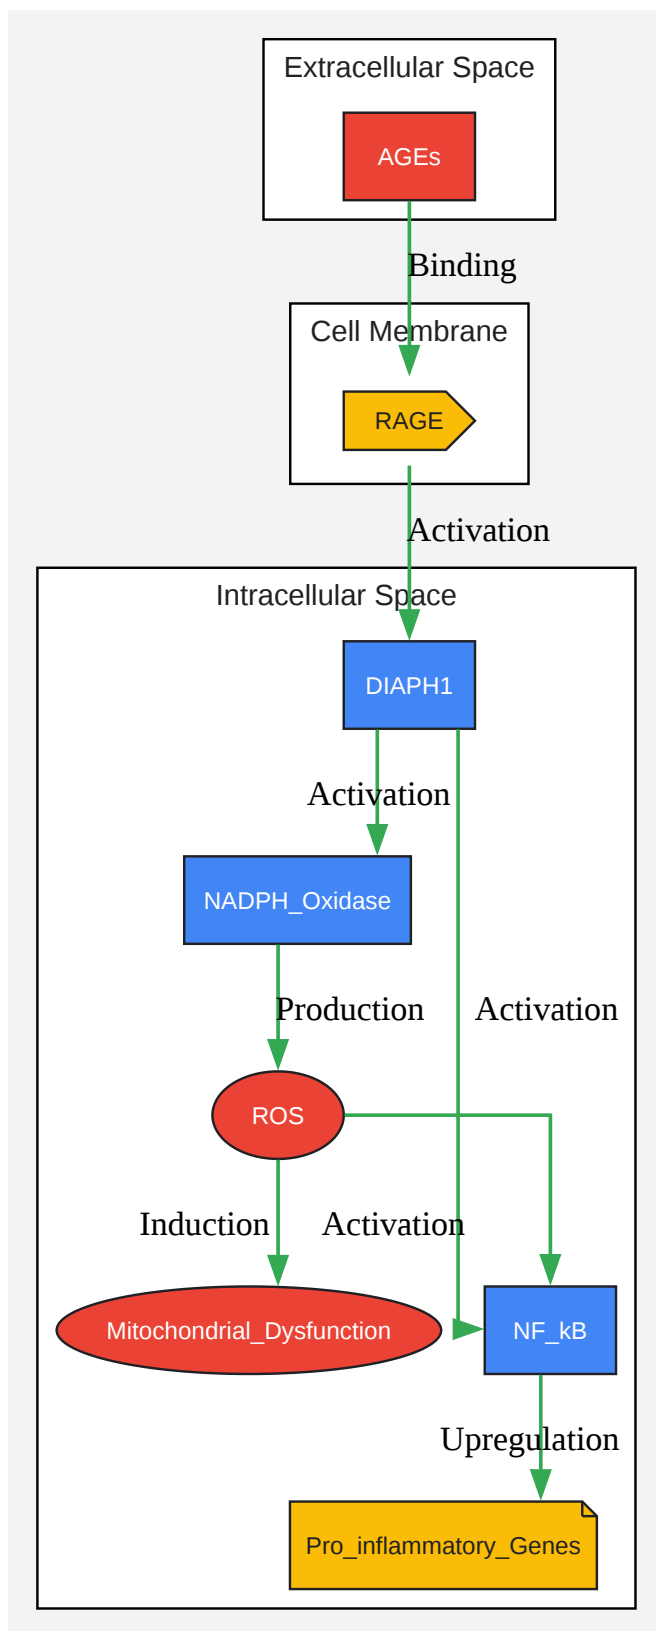 Extracellular Space
AGEs
Binding
Cell Membrane
RAGE
Activation
Intracellular Space
DIAPH1
Activation
NADPH_Oxidase
Production
Activation
ROS
Induction
Activation
Mitochondrial_Dysfunction
NF_kB
Upregulation
Pro_inflammatory_Genes